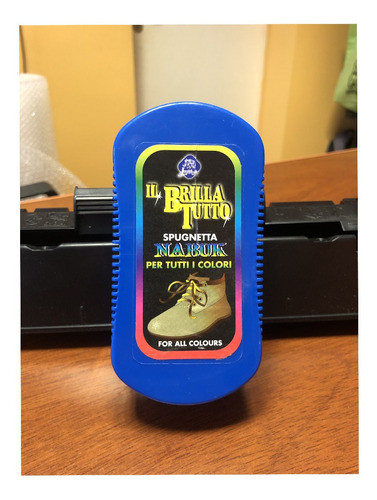 IL BRILLA
TUTTO
SPUGNETTA
NABUK
PER TUTTI I COLORI
FOR ALL COLOURS